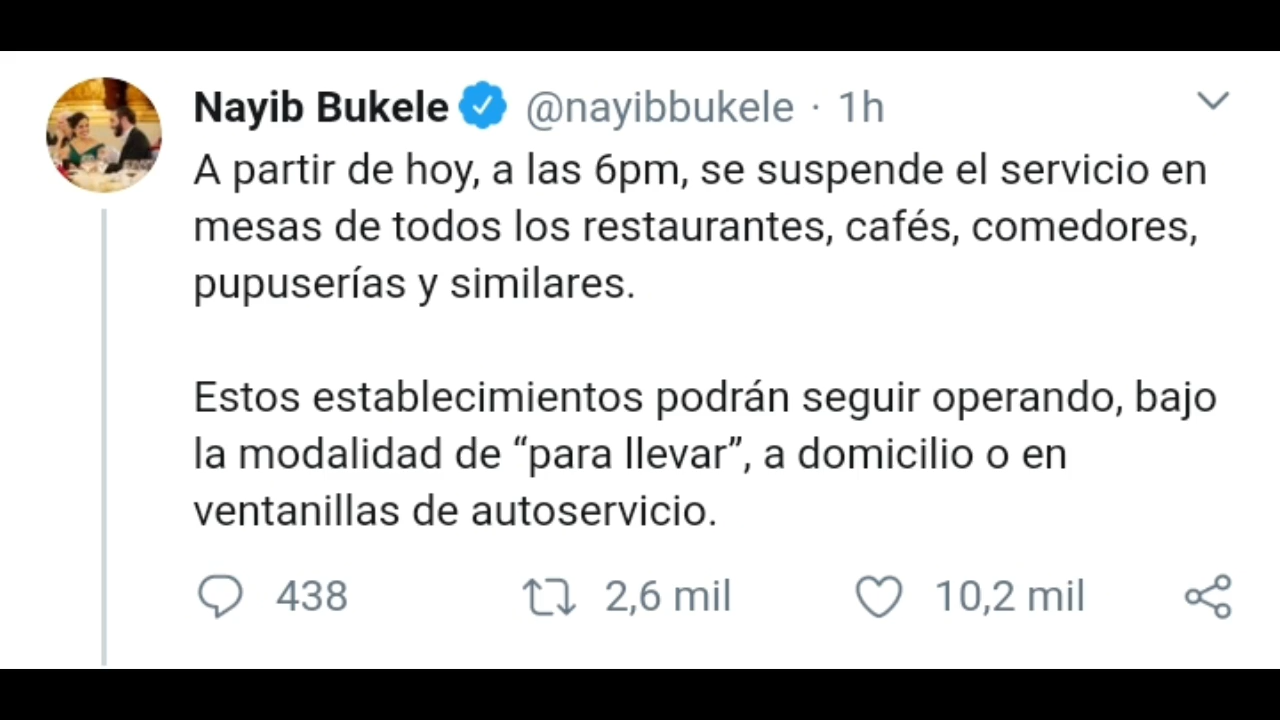 Nayib Bukele @nayibbukele · 1h
A partir de hoy, a las 6pm, se suspende el servicio en
mesas de todos los restaurantes, cafés, comedores,
pupuserías y similares.
Estos establecimientos podrán seguir operando, bajo
la modalidad de “para llevar”, a domicilio o en
ventanillas de autoservicio.
438 2,6 mil 10,2 mil